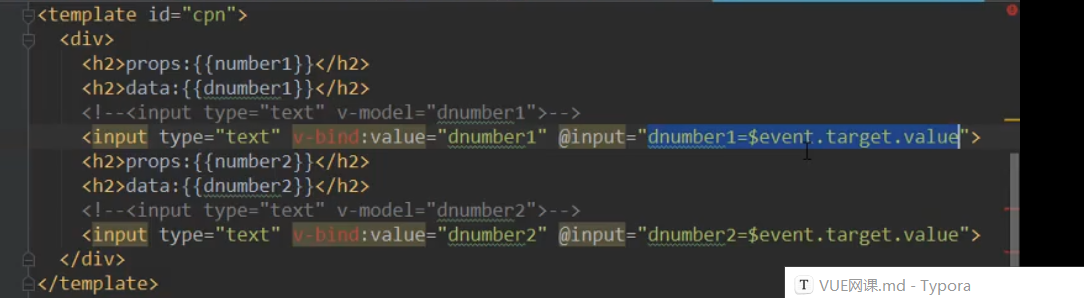 <template id="cpn">
<div>
<h2>props:{{number1}}</h2>
<h2>data:{{dnumber1}}</h2>
<!--<input type="text" v-model="dnumber1">-->
<input type="text" v-bind:value="dnumber1" @input="dnumber1=$event.target.value">
<h2>props:{{number2}}</h2>
<h2>data:{{dnumber2}}</h2>
<!--<input type="text" v-model="dnumber2">-->
<input type="text" v-bind:value="dnumber2" @input="dnumber2=$event.target.value">
</div>
</template>
T VUE网课.md - Typora